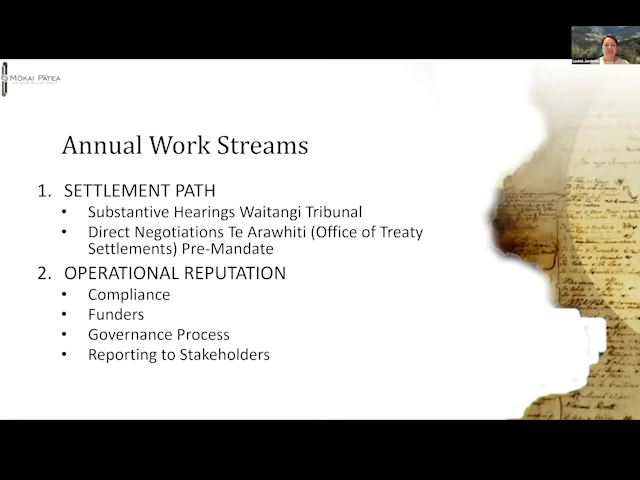 MŌKAI PĀTEA
Annual Work Streams
1. SETTLEMENT PATH
• Substantive Hearings Waitangi Tribunal
• Direct Negotiations Te Arawhiti (Office of Treaty
Settlements) Pre-Mandate
2. OPERATIONAL REPUTATION
• Compliance
• Funders
• Governance Process
• Reporting to Stakeholders